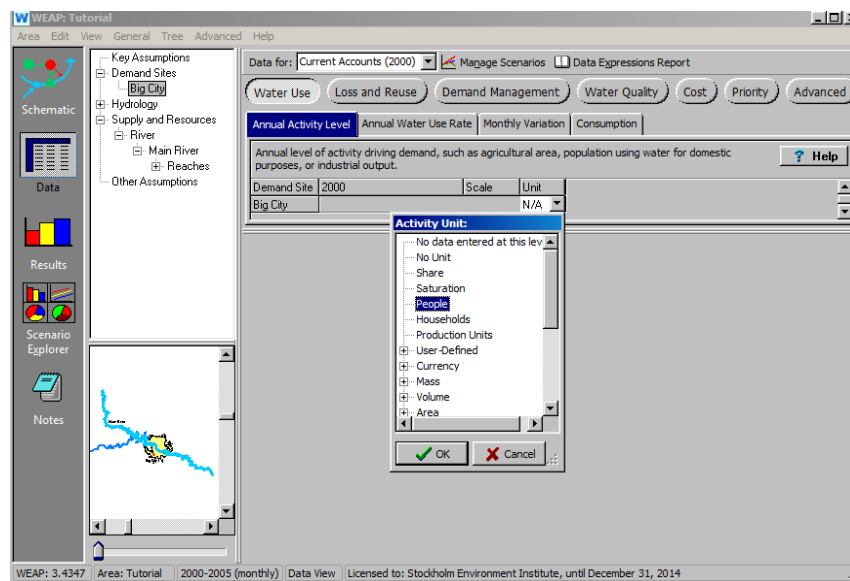 WEAP: Tutorial
Area Edit View General Tree Advanced Help
Schematic
Data
Results
Scenario
Explorer
Notes
Key Assumptions
Demand Sites
Big City
Hydrology
Supply and Resources
River
Main River
Reaches
Other Assumptions
Data for: Current Accounts (2000) Manage Scenarios Data Expressions Report
Water Use Loss and Reuse Demand Management Water Quality Cost Priority Advanced
Annual Activity Level Annual Water Use Rate Monthly Variation Consumption
Annual level of activity driving demand, such as agricultural area, population using water for domestic
purposes, or industrial output.
? Help
Demand Site 2000 Scale Unit
Big City N/A
Activity Unit:
No data entered at this lev
No Unit
Share
Saturation
People
Households
Production Units
User-Defined
Currency
Mass
Volume
Area
OK Cancel
WEAP: 3.4347 Area: Tutorial 2000-2005 (monthly) Data View Licensed to: Stockholm Environment Institute, until December 31, 2014